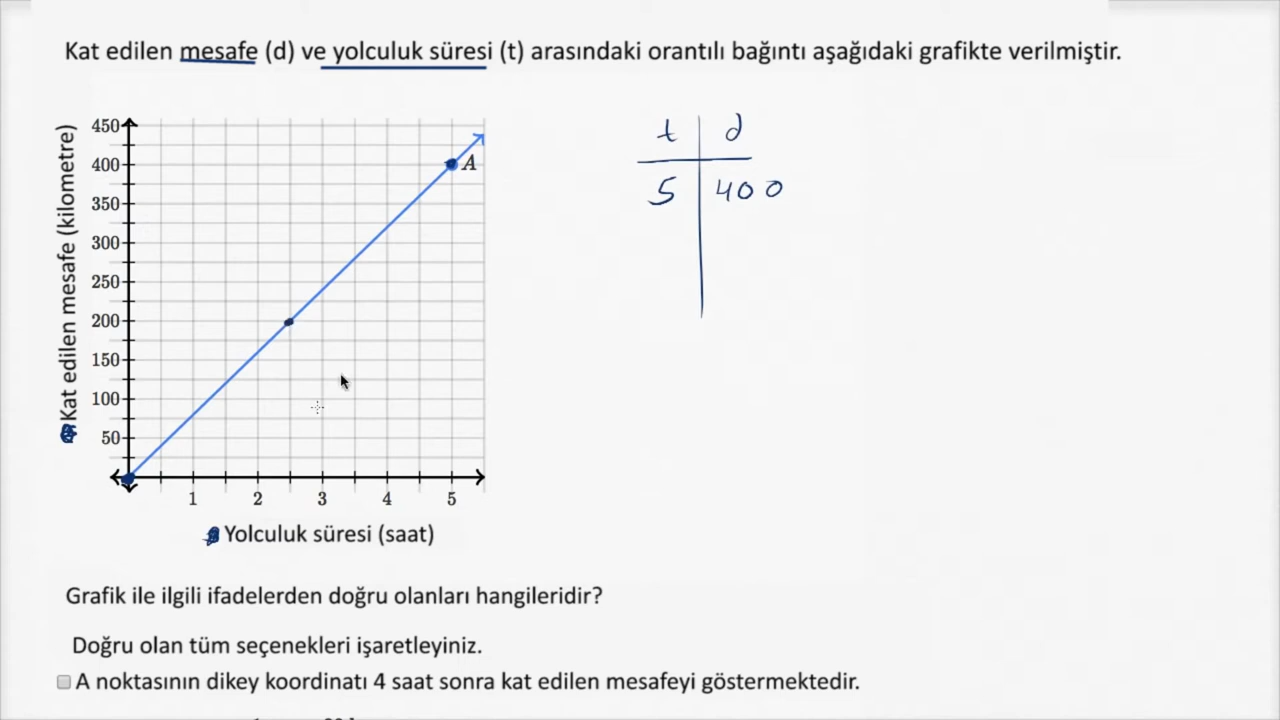 Kat edilen mesafe (d) ve yolculuk süresi (t) arasındaki orantılı bağıntı aşağıdaki grafikte verilmiştir.
Kat edilen mesafe (kilometre)
450
400
350
300
250
200
150
100
50
A
1 2 3 4 5
Yolculuk süresi (saat)
t d
5 400
Grafik ile ilgili ifadelerden doğru olanları hangileridir?
Doğru olan tüm seçenekleri işaretleyiniz.
A noktasının dikey koordinatı 4 saat sonra kat edilen mesafeyi göstermektedir.